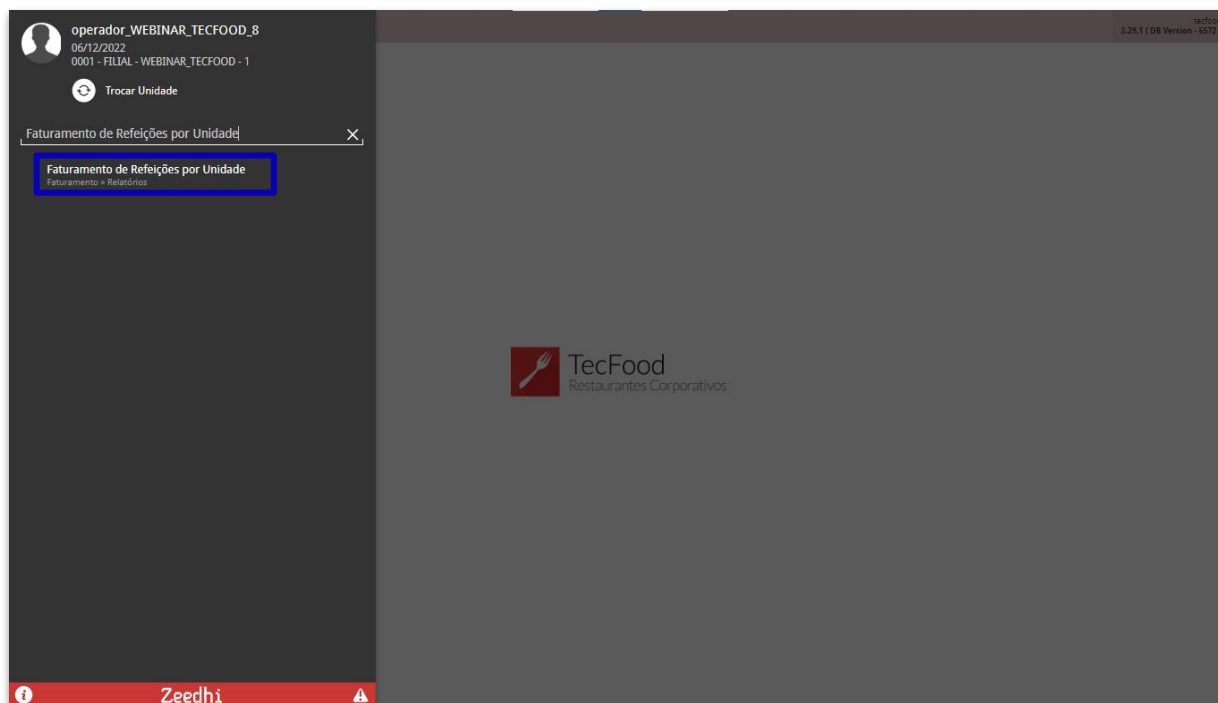 operador_WEBINAR_TECFOOD_8
06/12/2022
0001 - FILIAL - WEBINAR_TECFOOD - 1
Trocar Unidade
Faturamento de Refeições por Unidade
Faturamento de Refeições por Unidade
Faturamento » Relatórios
tecfoo
3.29.1 ( DB Version - 6572
TecFood
Restaurantes Corporativos
Zeedhi